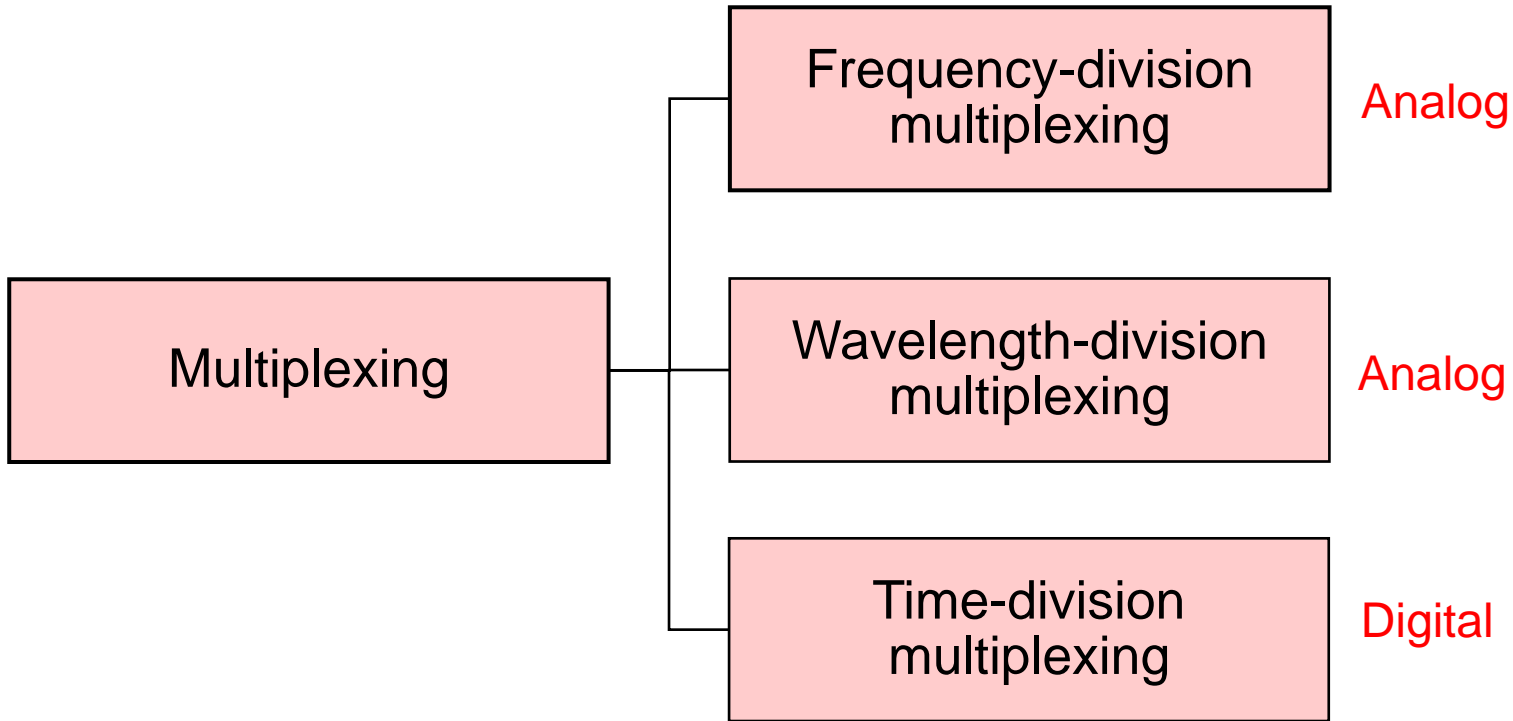 Frequency-division
multiplexing
Analog
Multiplexing
Wavelength-division
multiplexing
Analog
Time-division
multiplexing
Digital